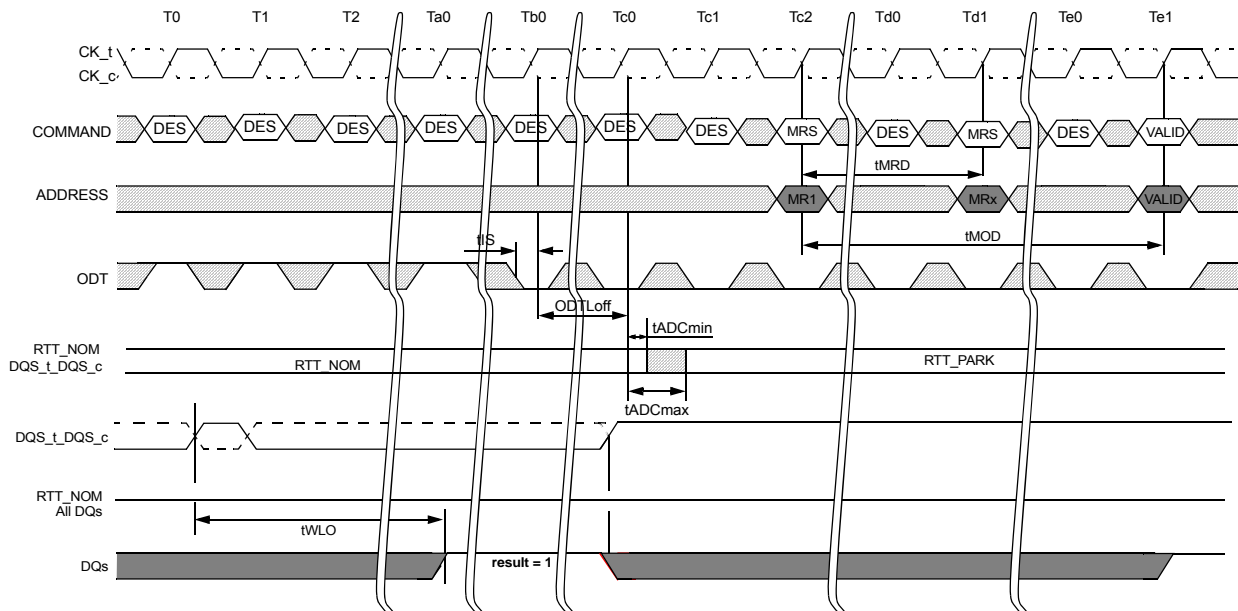 T0 T1 T2 Ta0 Tb0 Tc0 Tc1 Tc2 Td0 Td1 Te0 Te1
CK_t
CK_c
COMMAND DES DES DES DES DES DES DES MRS DES MRS DES VALID
tMRD
ADDRESS MR1 MRx VALID
tIS tMOD
ODT
ODTLoff
tADCmin
RTT_NOM
DQS_t_DQS_c RTT_NOM RTT_PARK
tADCmax
DQS_t_DQS_c
RTT_NOM
All DQs
tWLO
DQs result = 1